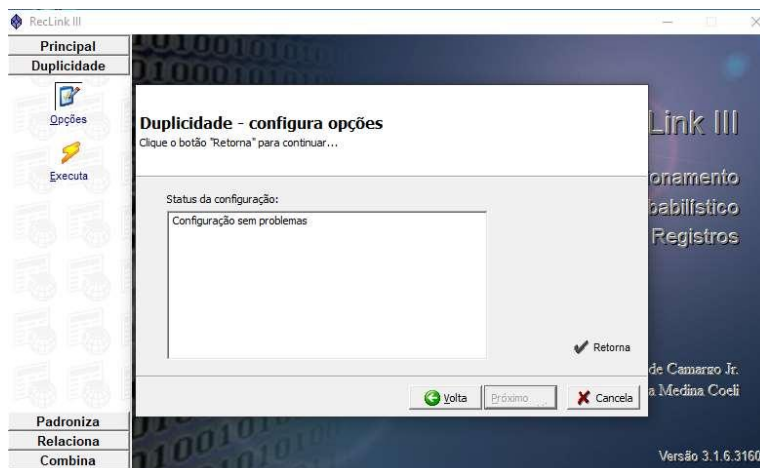 RecLink III
Principal
Duplicidade
Opções
Executa
Padroniza
Relaciona
Combina
Duplicidade - configura opções
Clique o botão "Retorna" para continuar...
Status da configuração:
Configuração sem problemas
Retorna
Volta
Próximo ...
Cancela
Link III
onamento
babilístico
Registros
de Camargo Jr.
a Medina Coeli
Versão 3.1.6.3160